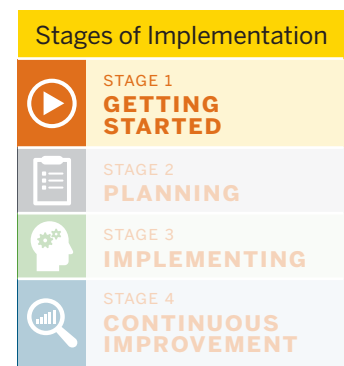 Stages of Implementation
STAGE 1
GETTING
STARTED
STAGE 2
PLANNING
STAGE 3
IMPLEMENTING
STAGE 4
CONTINUOUS
IMPROVEMENT